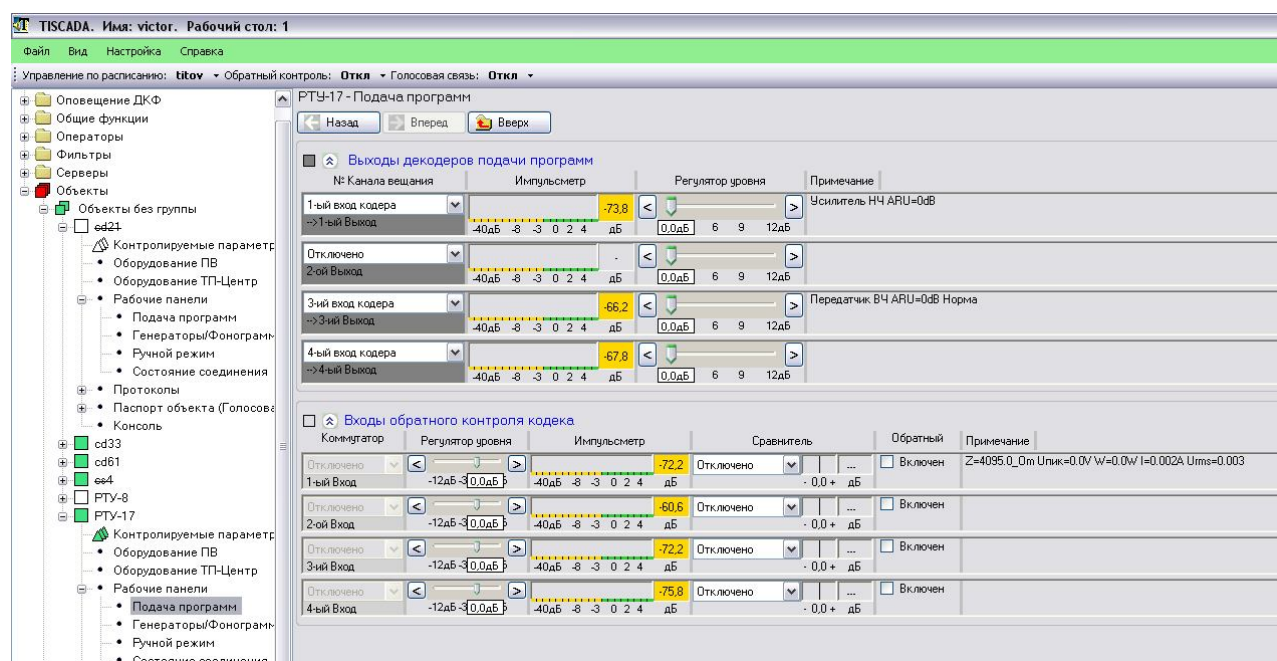 TISCADA. Имя: victor. Рабочий стол: 1
Файл Вид Настройка Справка
Управление по расписанию: titov Обратный контроль: Откл Голосовая связь: Откл
Оповещение ДКФ
Общие функции
Операторы
Фильтры
Серверы
Объекты
Объекты без группы
cd21
Контролируемые параметр
Оборудование ПВ
Оборудование ТП-Центр
Рабочие панели
Подача программ
Генераторы/Фонограмм
Ручной режим
Состояние соединения
Протоколы
Паспорт объекта (Голосова
Консоль
cd33
cd61
cc4
РТУ-8
РТУ-17
Контролируемые параметр
Оборудование ПВ
Оборудование ТП-Центр
Рабочие панели
Подача программ
Генераторы/Фонограмм
Ручной режим
Состояние соединения
РТУ-17 - Подача программ
Назад Вперед Вверх
Выходы декодеров подачи программ
№ Канала вещания Импульсметр Регулятор уровня Примечание
1-ый вход кодера -73,8 < > Усилитель НЧ ARU=0dB
-->1-ый Выход -40дБ -8 -3 0 2 4 дБ 0,0дБ 6 9 12дБ
Отключено - < >
2-ой Выход -40дБ -8 -3 0 2 4 дБ 0,0дБ 6 9 12дБ
3-ий вход кодера -66,2 < > Передатчик ВЧ ARU=0dB Норма
-->3-ий Выход -40дБ -8 -3 0 2 4 дБ 0,0дБ 6 9 12дБ
4-ый вход кодера -67,8 < >
-->4-ый Выход -40дБ -8 -3 0 2 4 дБ 0,0дБ 6 9 12дБ
Входы обратного контроля кодека
Коммутатор Регулятор уровня Импульсметр Сравнитель Обратный Примечание
Отключено < > -72,2 Отключено ... Включен Z=4095.0_Om Uпик=0.0V W=0.0W I=0.002A Urms=0.003
1-ый Вход -12дБ -3 0,0дБ -40дБ -8 -3 0 2 4 дБ - 0,0 + дБ
Отключено < > -60,6 Отключено ... Включен
2-ой Вход -12дБ -3 0,0дБ -40дБ -8 -3 0 2 4 дБ - 0,0 + дБ
Отключено < > -72,2 Отключено ... Включен
3-ий Вход -12дБ -3 0,0дБ -40дБ -8 -3 0 2 4 дБ - 0,0 + дБ
Отключено < > -75,8 Отключено ... Включен
4-ый Вход -12дБ -3 0,0дБ -40дБ -8 -3 0 2 4 дБ - 0,0 + дБ